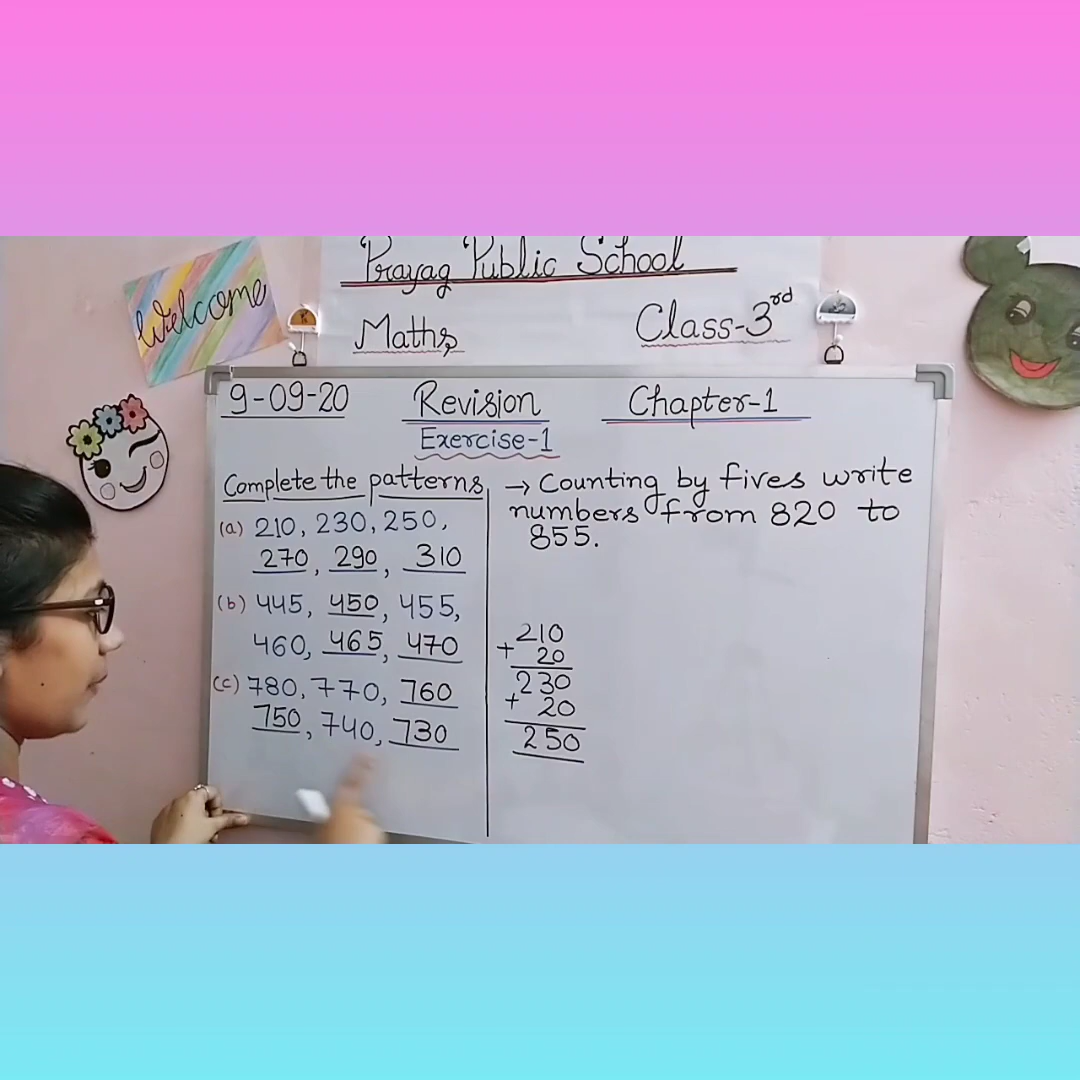 Welcome
Prayag Public School
Maths
Class-3rd
9-09-20
Revision
Chapter-1
Exercise-1
Complete the patterns
(a) 210, 230, 250,
270, 290, 310
(b) 445, 450, 455,
460, 465, 470
(c) 780, 770, 760
750, 740, 730
→ Counting by fives write
numbers from 820 to
855.
210
+ 20
230
+ 20
250